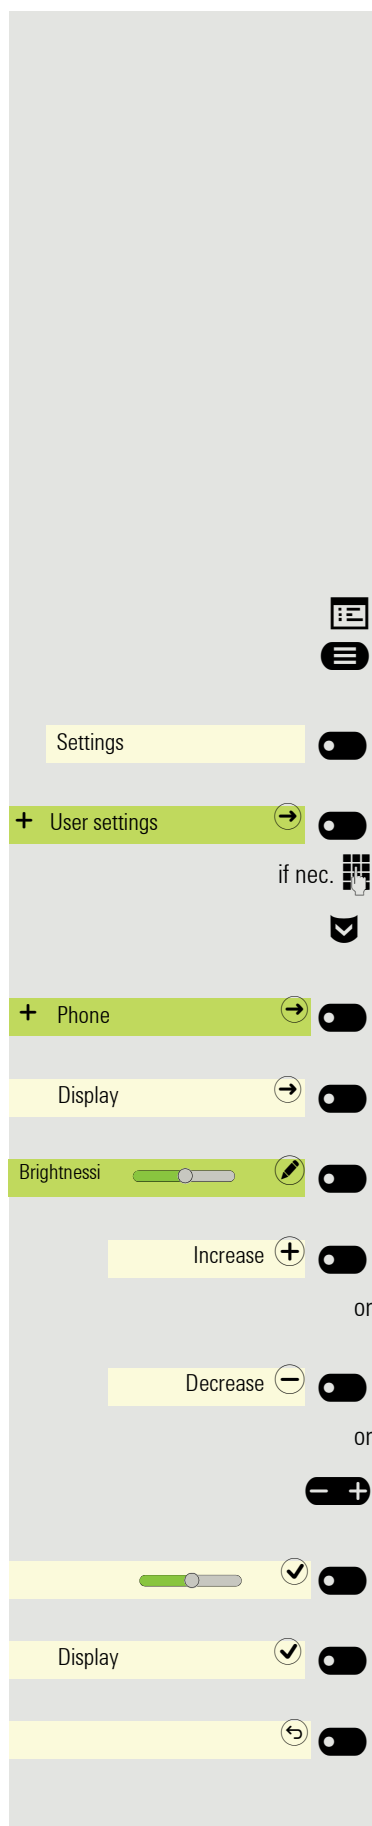 Settings
+ User settings
if nec.
+ Phone
Display
Brightnessi
Increase
or
Decrease
or
Display